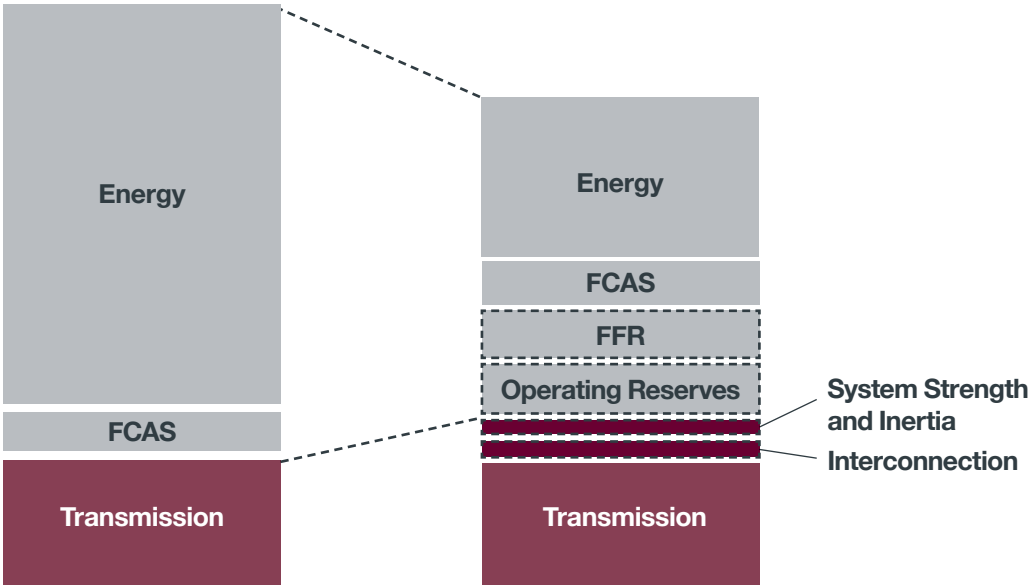 Energy
FCAS
Transmission
Energy
FCAS
FFR
Operating Reserves
System Strength
and Inertia
Interconnection
Transmission